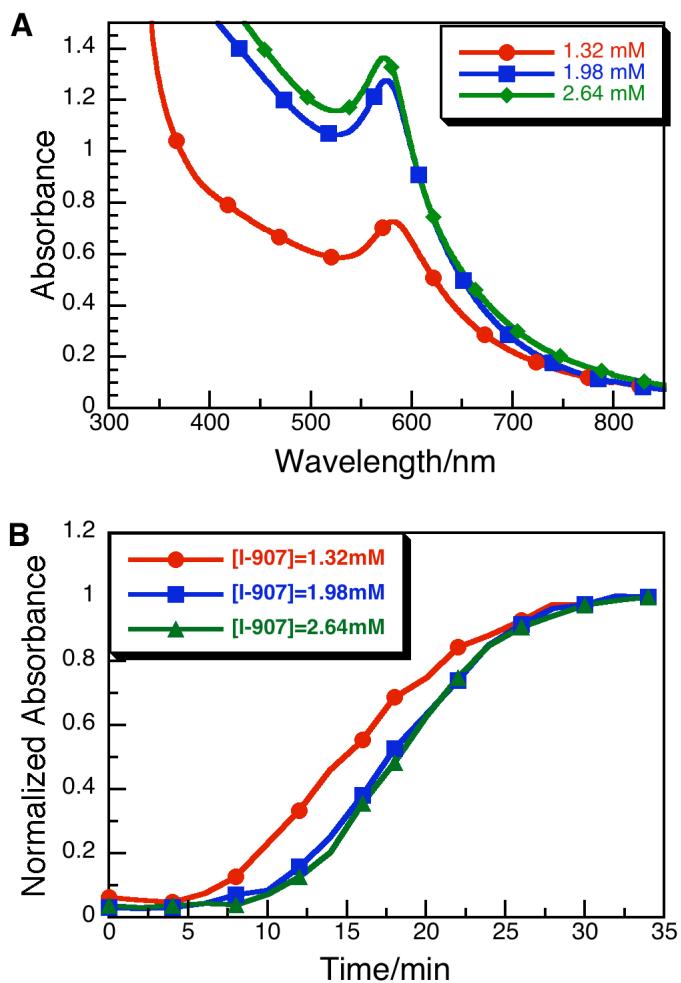 A
1.4
1.32 mM
1.98 mM
2.64 mM
1.2
1
0.8
0.6
0.4
0.2
0
Absorbance
300 400 500 600 700 800
Wavelength/nm
B
1.2
[I-907]=1.32mM
[I-907]=1.98mM
[I-907]=2.64mM
1
0.8
0.6
0.4
0.2
0
Normalized Absorbance
0 5 10 15 20 25 30 35
Time/min